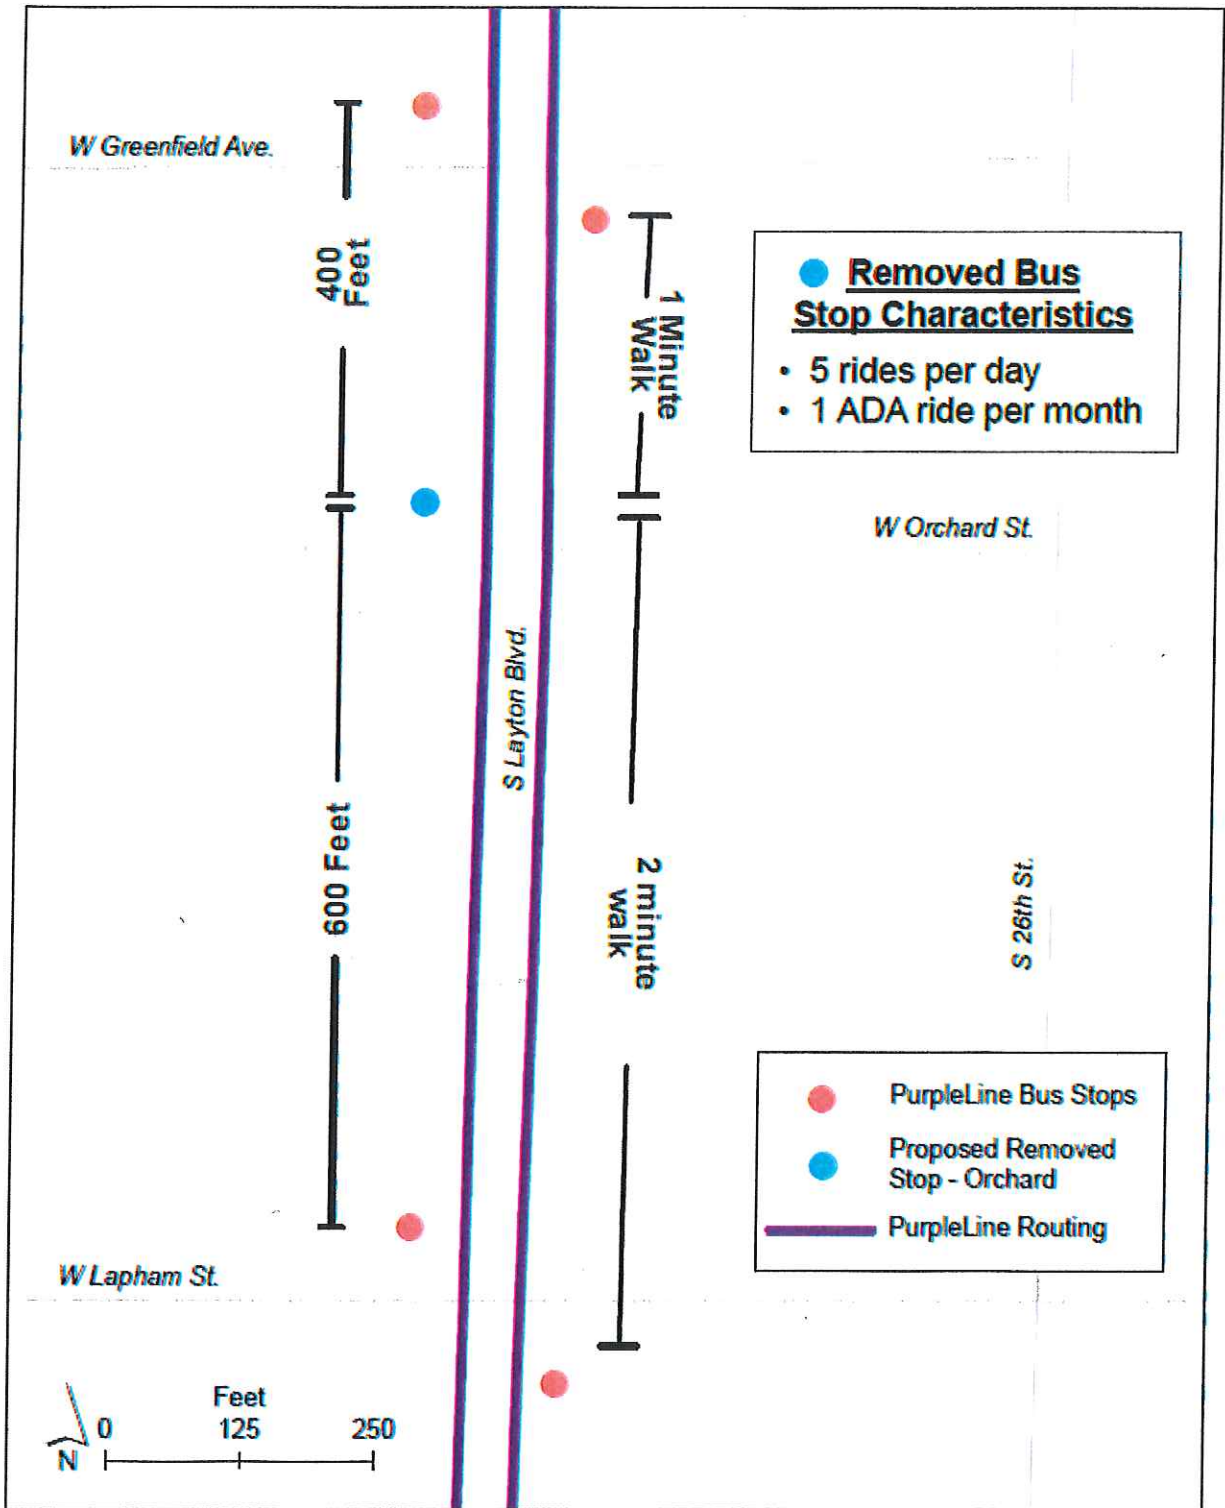 W Greenfield Ave.
400
Feet
1 Minute
Walk
Removed Bus
Stop Characteristics
• 5 rides per day
• 1 ADA ride per month
W Orchard St.
S Layton Blvd.
600 Feet
2 minute
walk
S 26th St.
PurpleLine Bus Stops
Proposed Removed
Stop - Orchard
PurpleLine Routing
W Lapham St.
Feet
0 125 250
N